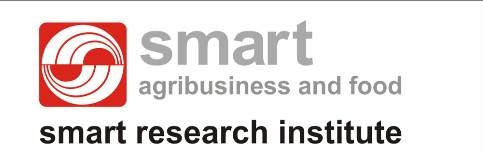 smart
agribusiness and food
smart research institute